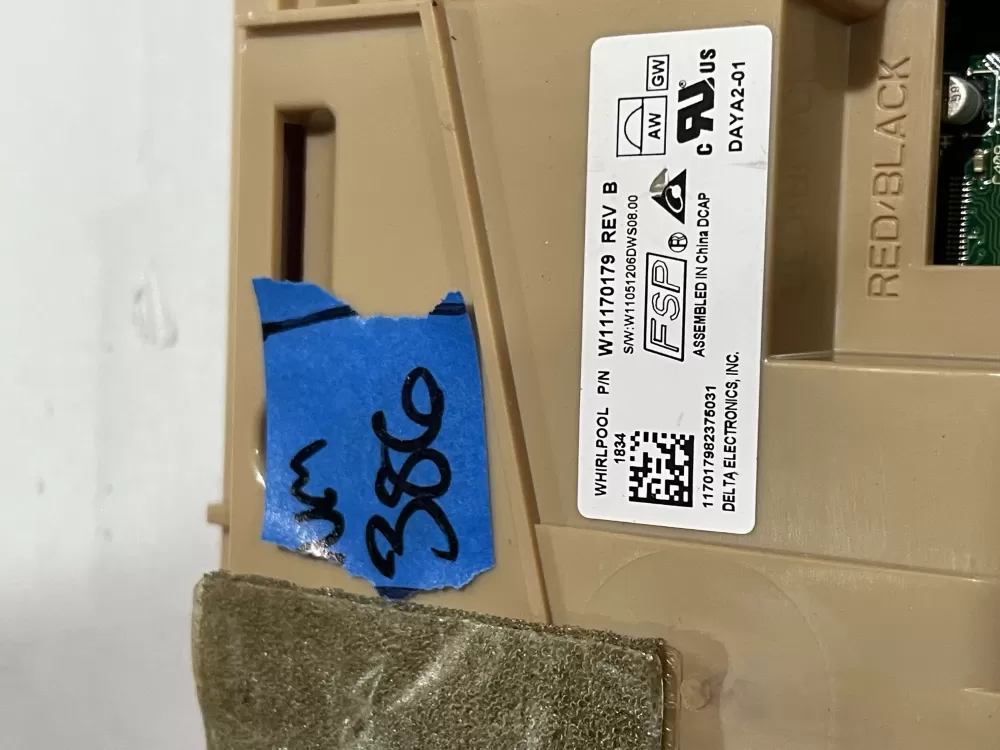 WHIRLPOOL P/N W11170179 REV B
1834
S/W:W11051206DWS08.00
AW
GW
FSP®
ASSEMBLED IN China DCAP
C US
117017982375031
DELTA ELECTRONICS, INC.
DAYA2-01
RED/BLACK
386